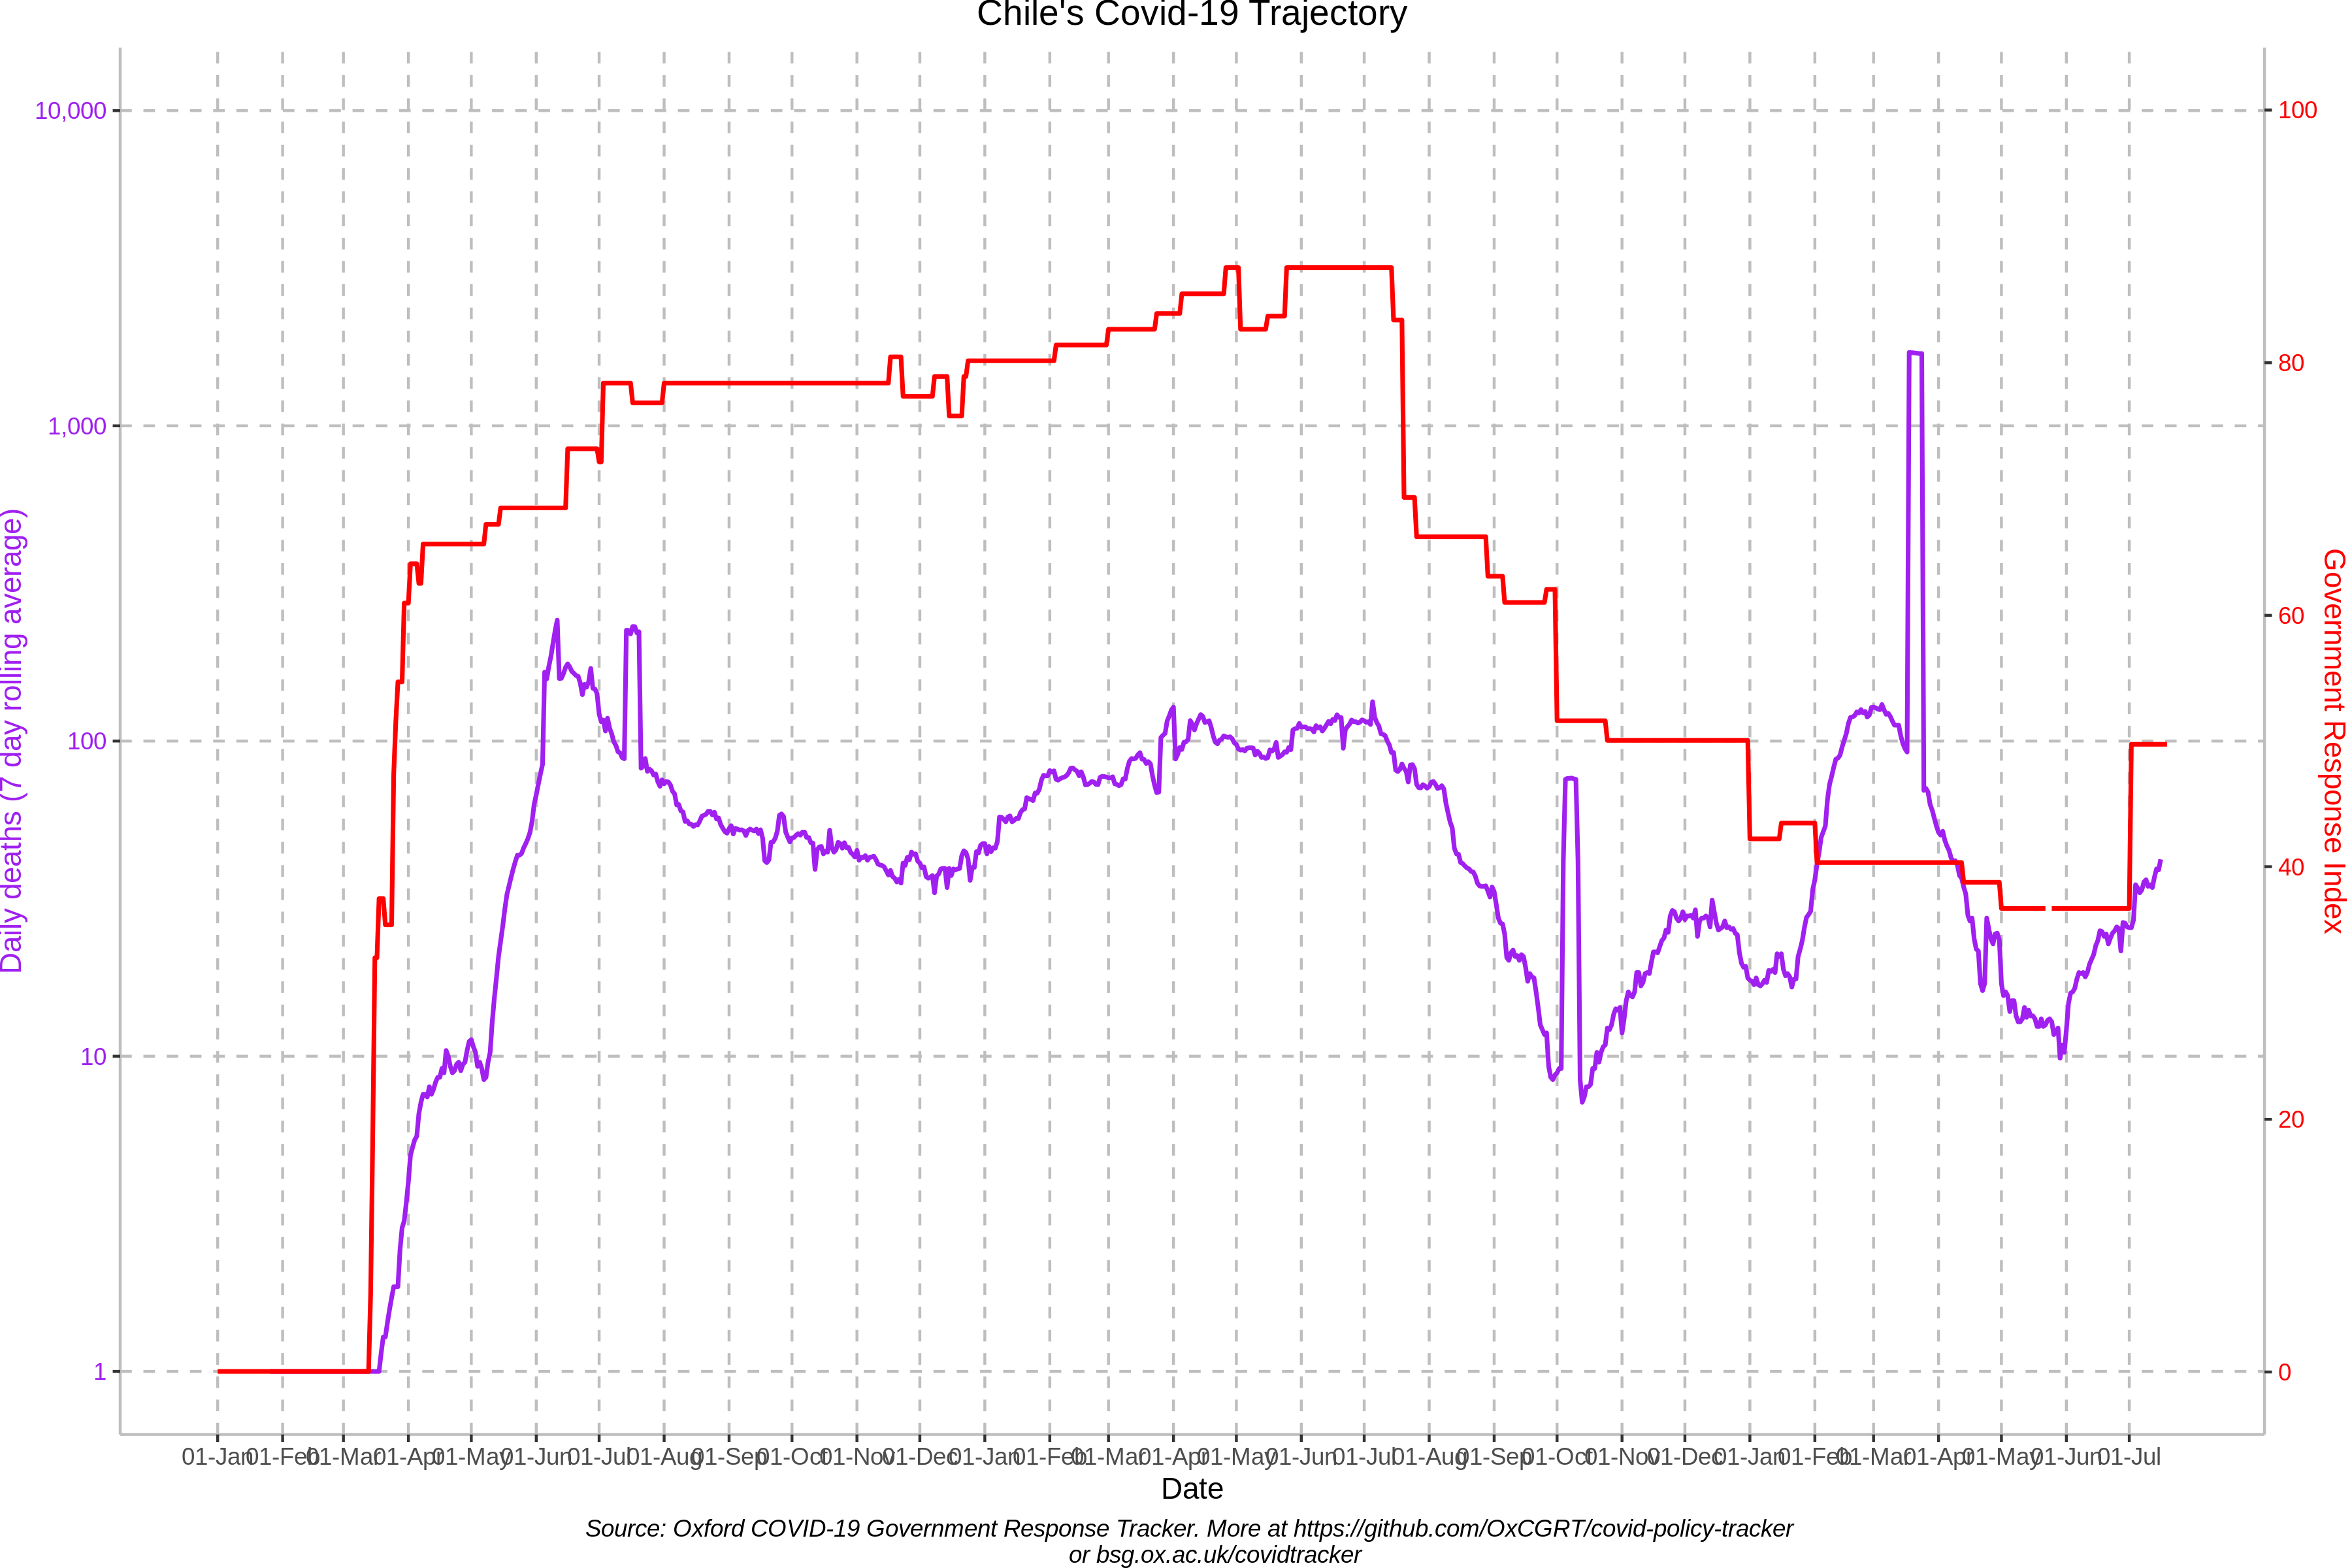 Chile's Covid-19 Trajectory
10,000
1,000
100
10
1
Daily deaths (7 day rolling average)
100
80
60
40
20
0
Government Response Index
01-Jan 01-Feb 01-Mar 01-Apr 01-May 01-Jun 01-Jul 01-Aug 01-Sep 01-Oct 01-Nov 01-Dec 01-Jan 01-Feb 01-Mar 01-Apr 01-May 01-Jun 01-Jul 01-Aug 01-Sep 01-Oct 01-Nov 01-Dec 01-Jan 01-Feb 01-Mar 01-Apr 01-May 01-Jun 01-Jul
Date
Source: Oxford COVID-19 Government Response Tracker. More at https://github.com/OxCGRT/covid-policy-tracker
or bsg.ox.ac.uk/covidtracker